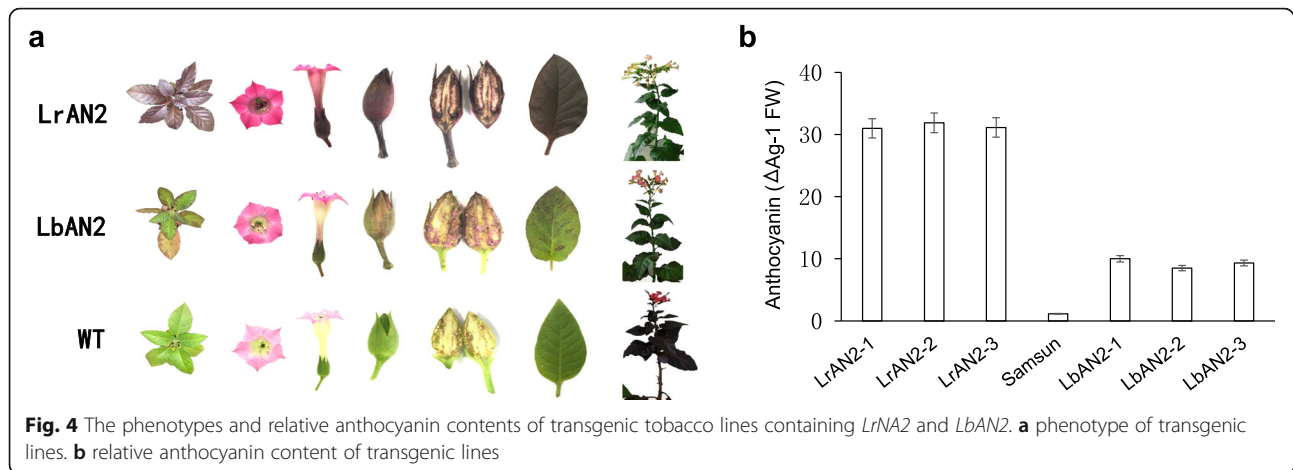 a
LrAN2
LbAN2
WT
b
Anthocyanin (ΔAg-1 FW)
40
30
20
10
0
LrAN2-1
LrAN2-2
LrAN2-3
Samsun
LbAN2-1
LbAN2-2
LbAN2-3
Fig. 4 The phenotypes and relative anthocyanin contents of transgenic tobacco lines containing LrNA2 and LbAN2. a phenotype of transgenic
lines. b relative anthocyanin content of transgenic lines